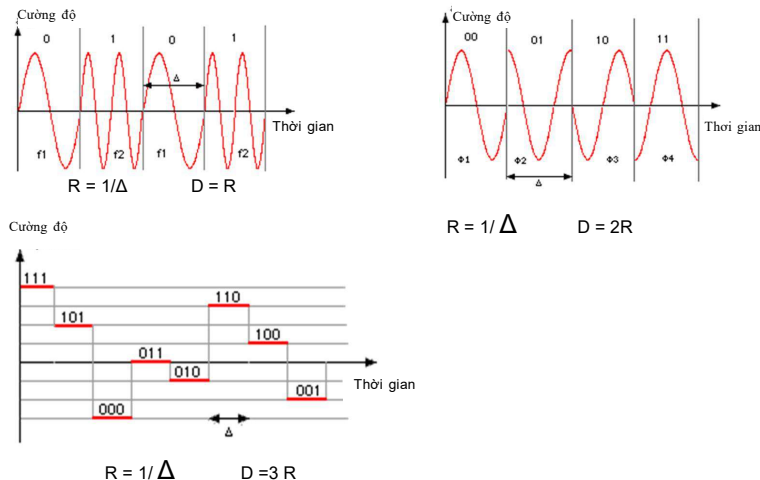 Cường độ
0 1 0 1
Δ
Thời gian
f1 f2 f1 f2
R = 1/Δ D = R
Cường độ
00 01 10 11
Thơi gian
Φ1 Φ2 Φ3 Φ4
Δ
R = 1/ Δ D = 2R
Cường độ
111
110
101
100
011
010
Thời gian
001
000
Δ
R = 1/ Δ D =3 R